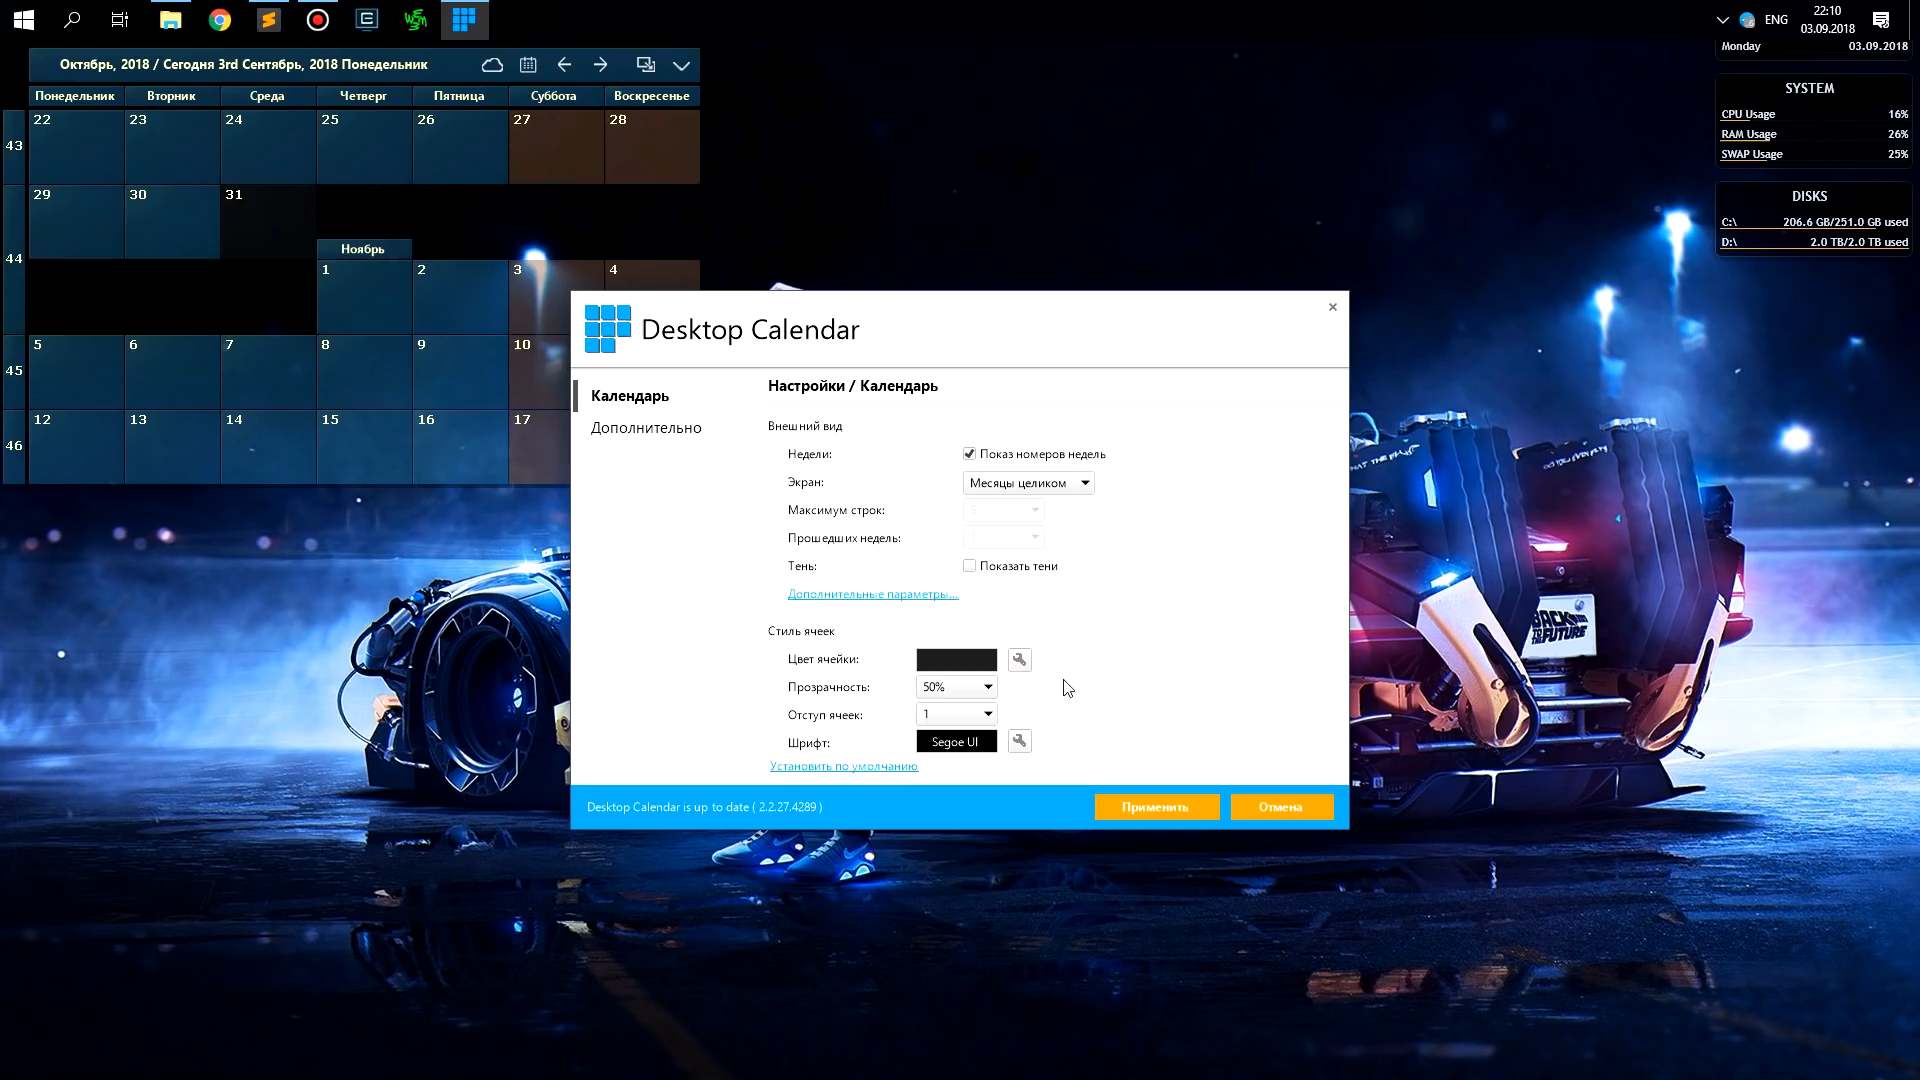 ENG
22:10
03.09.2018
Monday 03.09.2018
SYSTEM
CPU Usage 16%
RAM Usage 26%
SWAP Usage 25%
DISKS
C:\ 206.6 GB/251.0 GB used
D:\ 2.0 TB/2.0 TB used
Октябрь, 2018 / Сегодня 3rd Сентябрь, 2018 Понедельник
Понедельник Вторник Среда Четверг Пятница Суббота Воскресенье
43 22 23 24 25 26 27 28
29 30 31
44
Ноябрь
1 2 3 4
45 5 6 7 8 9 10
46 12 13 14 15 16 17
Desktop Calendar
Календарь
Дополнительно
Настройки / Календарь
Внешний вид
Недели: Показ номеров недель
Экран: Месяцы целиком
Максимум строк: 5
Прошедших недель: 1
Тень: Показать тени
Дополнительные параметры...
Стиль ячеек
Цвет ячейки:
Прозрачность: 50%
Отступ ячеек: 1
Шрифт: Segoe UI
Установить по умолчанию
Desktop Calendar is up to date ( 2.2.27.4289 )
Применить Отмена
BACK
TO THE
FUTURE